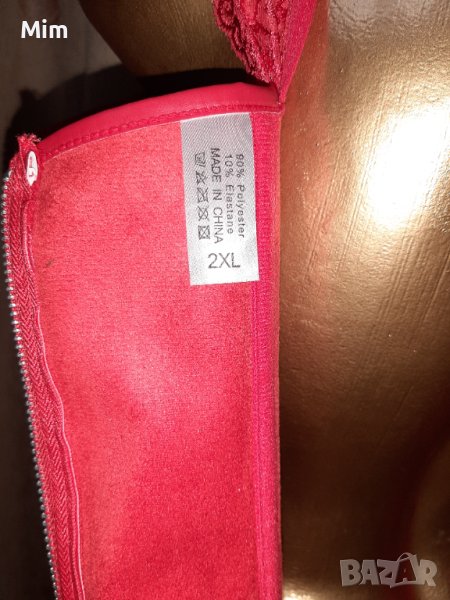 Mim
90% Polyester
10% Elastane
MADE IN CHINA
2XL
BAZAR